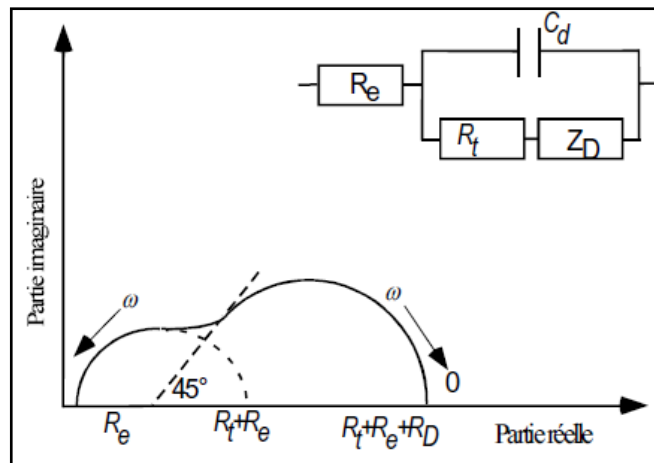 C_d
R_e
R_t
Z_D
Partie imaginaire
ω
ω
45°
0
R_e
R_t+R_e
R_t+R_e+R_D
Partie réelle